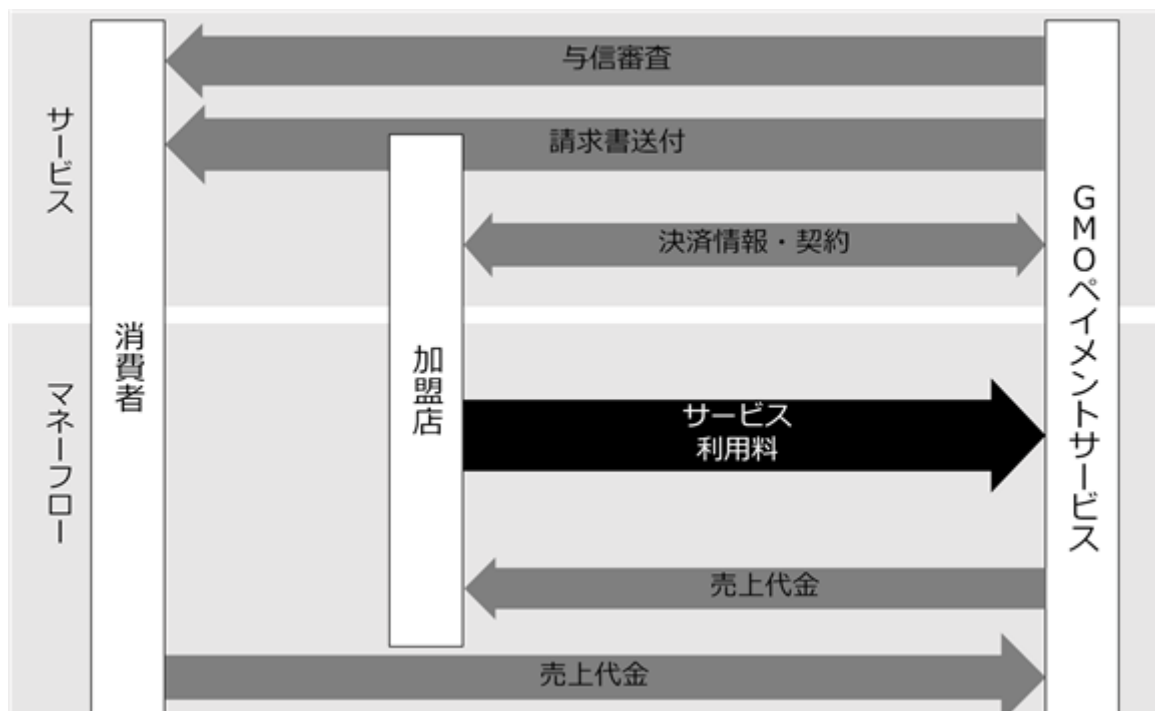 与信審査
請求書送付
決済情報・契約
サービス
消費者
加盟店
GMOペイメントサービス
マネーフロー
サービス
利用料
売上代金
売上代金